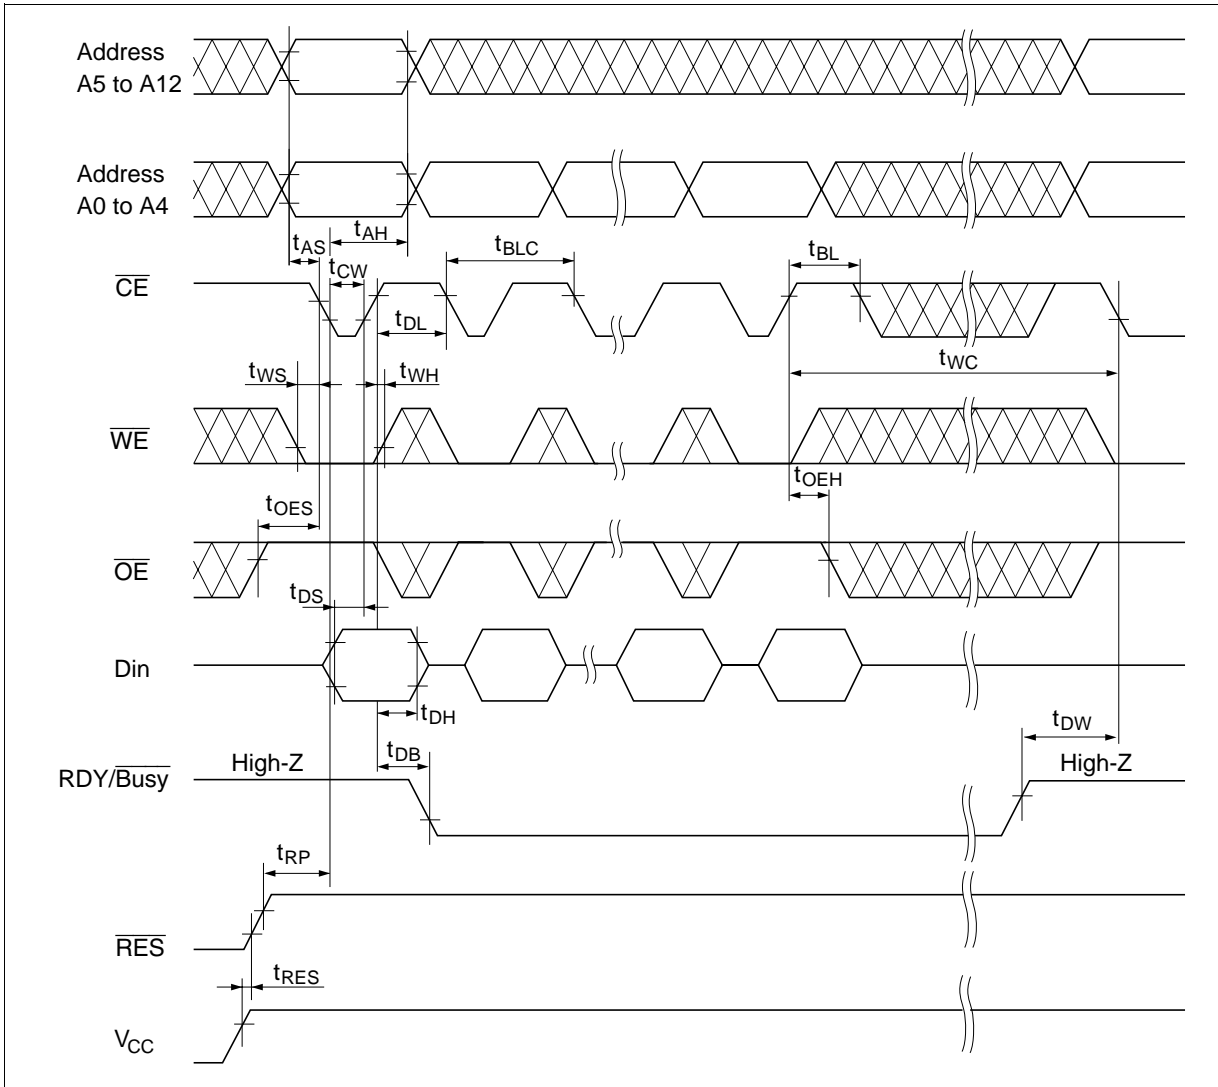 Address
A5 to A12
Address
A0 to A4
tAS
tAH
tCW
tBLC
tBL
CE
tDL
tWC
tWS
tWH
WE
tOES
tOEH
OE
tDS
Din
tDH
tDW
tDB
High-Z
High-Z
RDY/Busy
tRP
RES
tRES
VCC